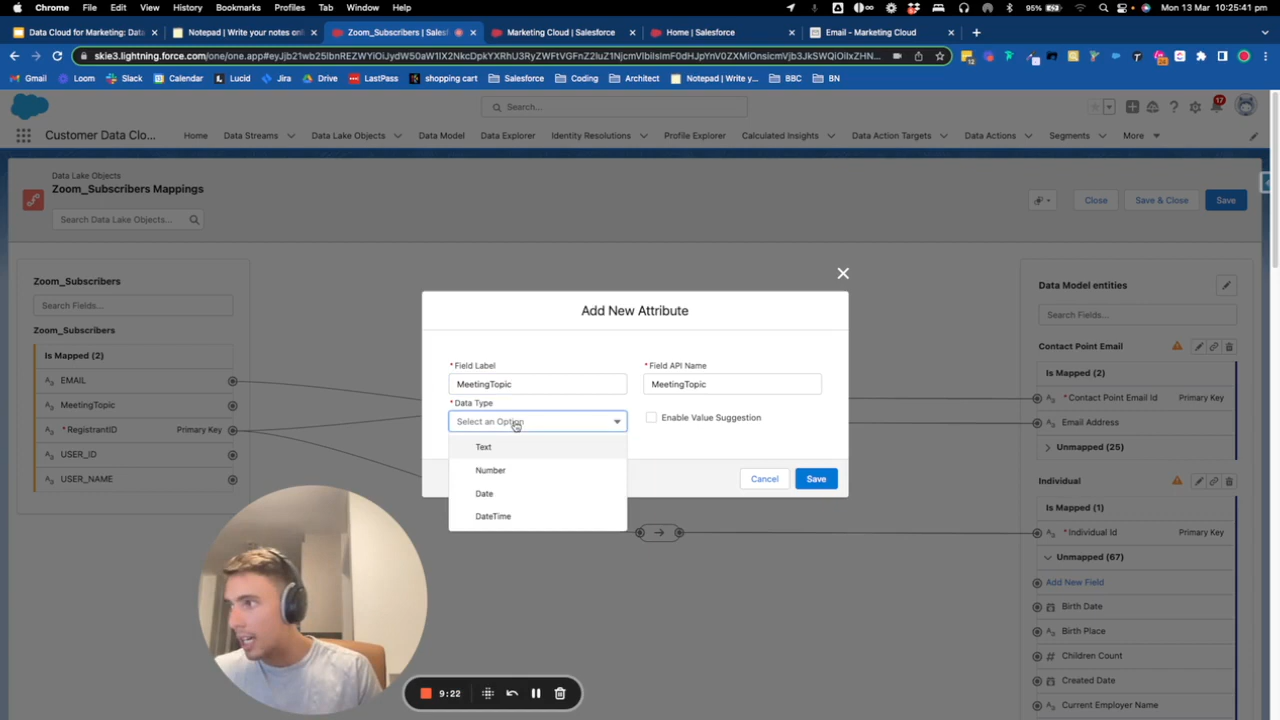 Chrome File Edit View History Bookmarks Profiles Tab Window Help
95% Mon 13 Mar 10:25:41 pm
Data Cloud for Marketing: Data
Notepad | Write your notes onli
Zoom_Subscribers | Salesf
Marketing Cloud | Salesforce
Home | Salesforce
Email – Marketing Cloud
Gmail Loom Slack Calendar Lucid Jira Drive LastPass shopping cart Salesforce Coding Architect Notepad | Write y... BBC BN
Search...
17
Customer Data Clo...
Home Data Streams Data Lake Objects Data Model Data Explorer Identity Resolutions Profile Explorer Calculated Insights Data Action Targets Data Actions Segments More
Data Lake Objects
Zoom_Subscribers Mappings
Search Data Lake Objects...
Close Save & Close Save
Zoom_Subscribers
Search Fields...
Zoom_Subscribers
Is Mapped (2)
EMAIL
MeetingTopic
* RegistrantID Primary Key
USER_ID
USER_NAME
Add New Attribute
* Field Label
MeetingTopic
* Field API Name
MeetingTopic
* Data Type
Select an Option
Enable Value Suggestion
Text
Number
Date
DateTime
Cancel Save
Data Model entities
Search Fields...
Contact Point Email
Is Mapped (2)
* Contact Point Email Id
Email Address
Unmapped (25)
Individual
Is Mapped (1)
* Individual Id Primary Key
Unmapped (67)
Add New Field
Birth Date
Birth Place
Children Count
Created Date
Current Employer Name
9:22